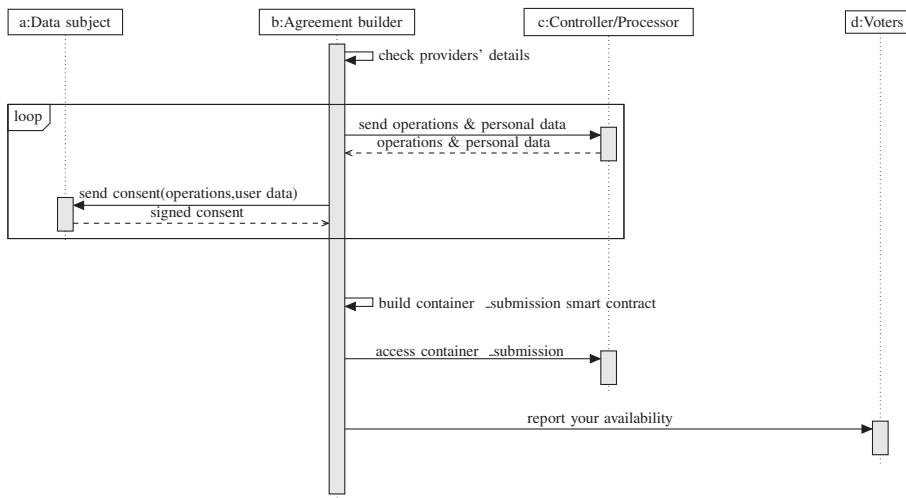 a:Data subject
b:Agreement builder
c:Controller/Processor
d:Voters
check providers' details
loop
send operations & personal data
operations & personal data
send consent(operations,user data)
signed consent
build container _submission smart contract
access container _submission
report your availability